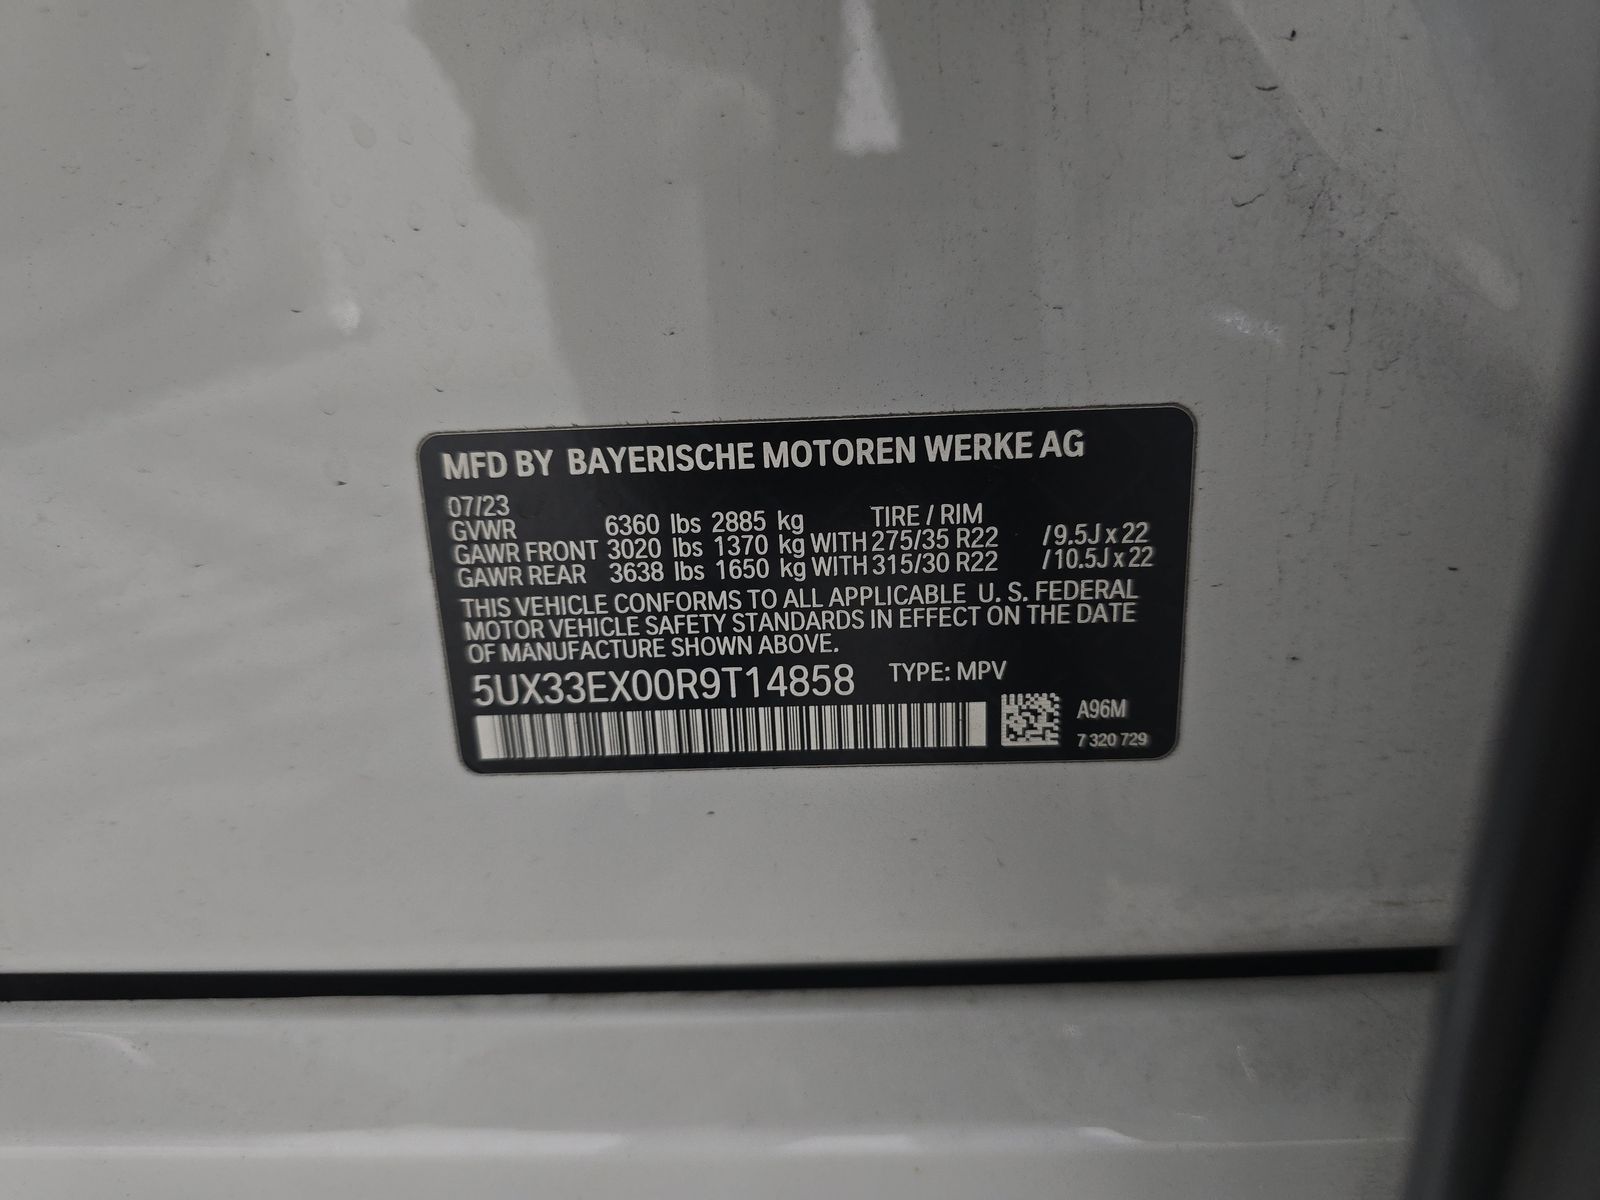 MFD BY BAYERISCHE MOTOREN WERKE AG
07/23
GVWR 6360 lbs 2885 kg TIRE / RIM
GAWR FRONT 3020 lbs 1370 kg WITH 275/35 R22 / 9.5J x 22
GAWR REAR 3638 lbs 1650 kg WITH 315/30 R22 / 10.5J x 22
THIS VEHICLE CONFORMS TO ALL APPLICABLE U. S. FEDERAL
MOTOR VEHICLE SAFETY STANDARDS IN EFFECT ON THE DATE
OF MANUFACTURE SHOWN ABOVE.
5UX33EX00R9T14858 TYPE: MPV
A96M
7 320 729